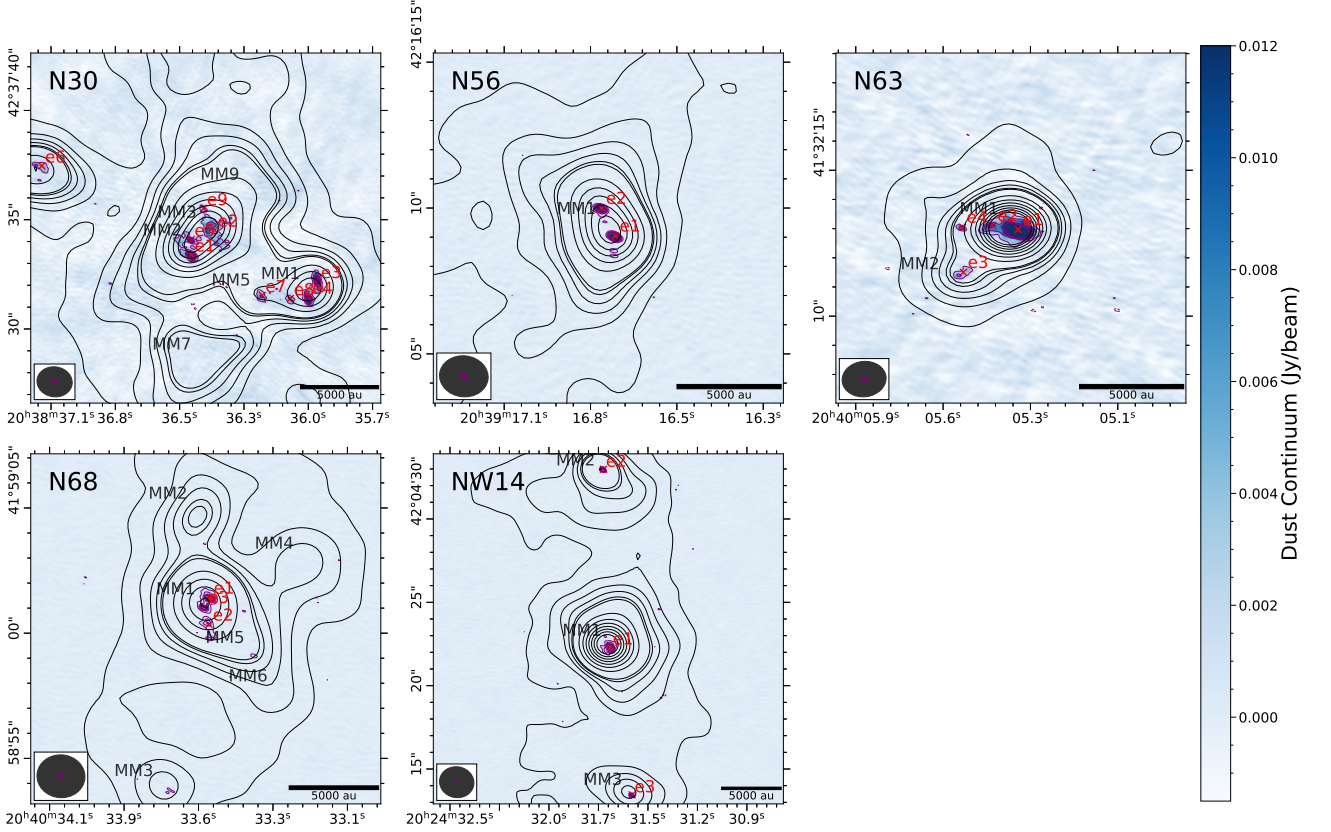 N30
42°37'40"
35"
30"
e6
MM9
e9
MM3
e2
MM2
e1
MM5
MM1
e3
e7
e8
MM7
5000 au
20ʰ38ᵐ37.1ˢ
36.8ˢ
36.5ˢ
36.3ˢ
36.0ˢ
35.7ˢ
N56
42°16'15"
10"
05"
e2
MM1
e1
5000 au
20ʰ39ᵐ17.1ˢ
16.8ˢ
16.5ˢ
16.3ˢ
N63
41°32'15"
10"
MM1
e4
e2
e1
MM2
e3
5000 au
20ʰ40ᵐ05.9ˢ
05.6ˢ
05.3ˢ
05.1ˢ
N68
41°59'05"
00"
58'55"
MM2
MM4
MM1
e1
e3
e2
MM5
MM6
MM3
5000 au
20ʰ40ᵐ34.1ˢ
33.9ˢ
33.6ˢ
33.3ˢ
33.1ˢ
NW14
42°04'30"
25"
20"
15"
MM2
e2
MM1
e1
MM3
e3
5000 au
20ʰ24ᵐ32.5ˢ
32.0ˢ
31.7ˢ
31.5ˢ
31.2ˢ
30.9ˢ
0.012
0.010
0.008
0.006
0.004
0.002
0.000
Dust Continuum (Jy/beam)